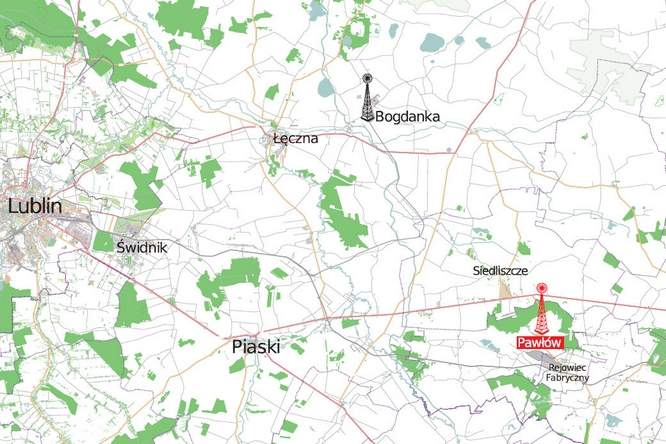 Bogdanka
Łęczna
Lublin
Świdnik
Siedliszcze
Piaski
Pawłów
Rejowiec
Fabryczny